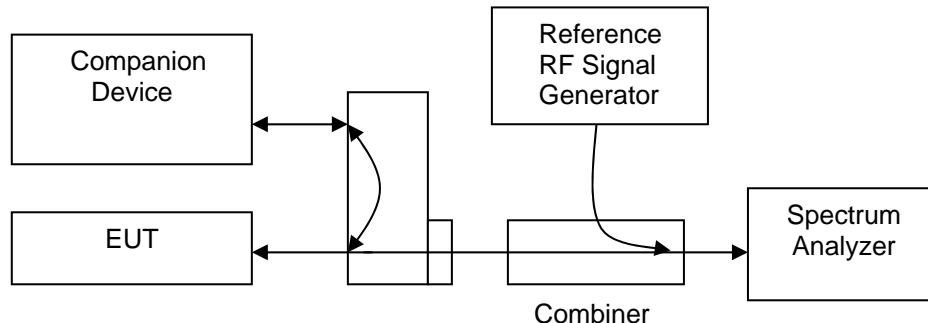 Companion
Device
Reference
RF Signal
Generator
EUT
Spectrum
Analyzer
Combiner